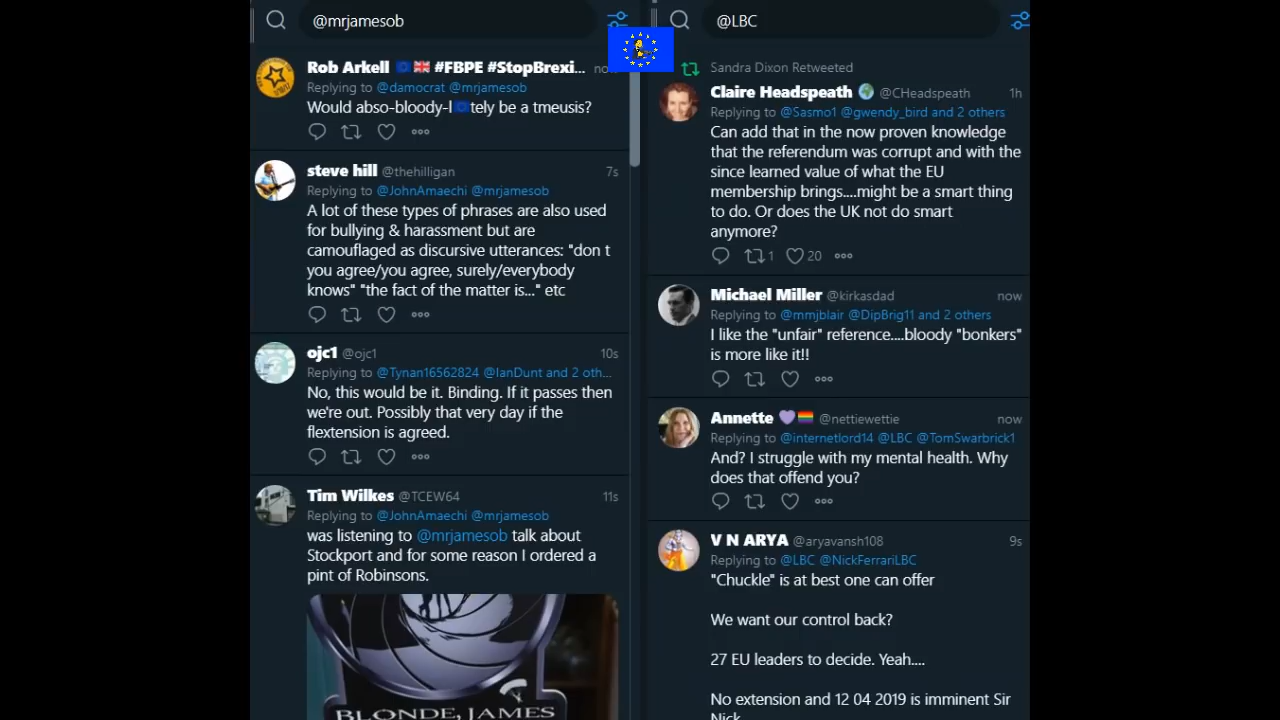 @mrjamesob
Rob Arkell 🇪🇺🇬🇧 #FBPE #StopBrexi... now
Replying to @damocrat @mrjamesob
Would abso-bloody-l🇪🇺tely be a tmeusis?
steve hill @thehilligan 7s
Replying to @JohnAmaechi @mrjamesob
A lot of these types of phrases are also used
for bullying & harassment but are
camouflaged as discursive utterances: "don t
you agree/you agree, surely/everybody
knows" "the fact of the matter is..." etc
ojc1 @ojc1 10s
Replying to @Tynan16562824 @IanDunt and 2 oth...
No, this would be it. Binding. If it passes then
we're out. Possibly that very day if the
flextension is agreed.
Tim Wilkes @TCEW64 11s
Replying to @JohnAmaechi @mrjamesob
was listening to @mrjamesob talk about
Stockport and for some reason I ordered a
pint of Robinsons.
BLONDE, JAMES
@LBC
Sandra Dixon Retweeted
Claire Headspeath 🌍 @CHeadspeath 1h
Replying to @Sasmo1 @gwendy_bird and 2 others
Can add that in the now proven knowledge
that the referendum was corrupt and with the
since learned value of what the EU
membership brings....might be a smart thing
to do. Or does the UK not do smart
anymore?
1 20
Michael Miller @kirkasdad now
Replying to @mmjblair @DipBrig11 and 2 others
I like the "unfair" reference....bloody "bonkers"
is more like it!!
Annette 💜🏳️‍🌈 @nettiewettie now
Replying to @internetlord14 @LBC @TomSwarbrick1
And? I struggle with my mental health. Why
does that offend you?
V N ARYA @aryavansh108 9s
Replying to @LBC @NickFerrariLBC
"Chuckle" is at best one can offer
We want our control back?
27 EU leaders to decide. Yeah....
No extension and 12 04 2019 is imminent Sir
Nick